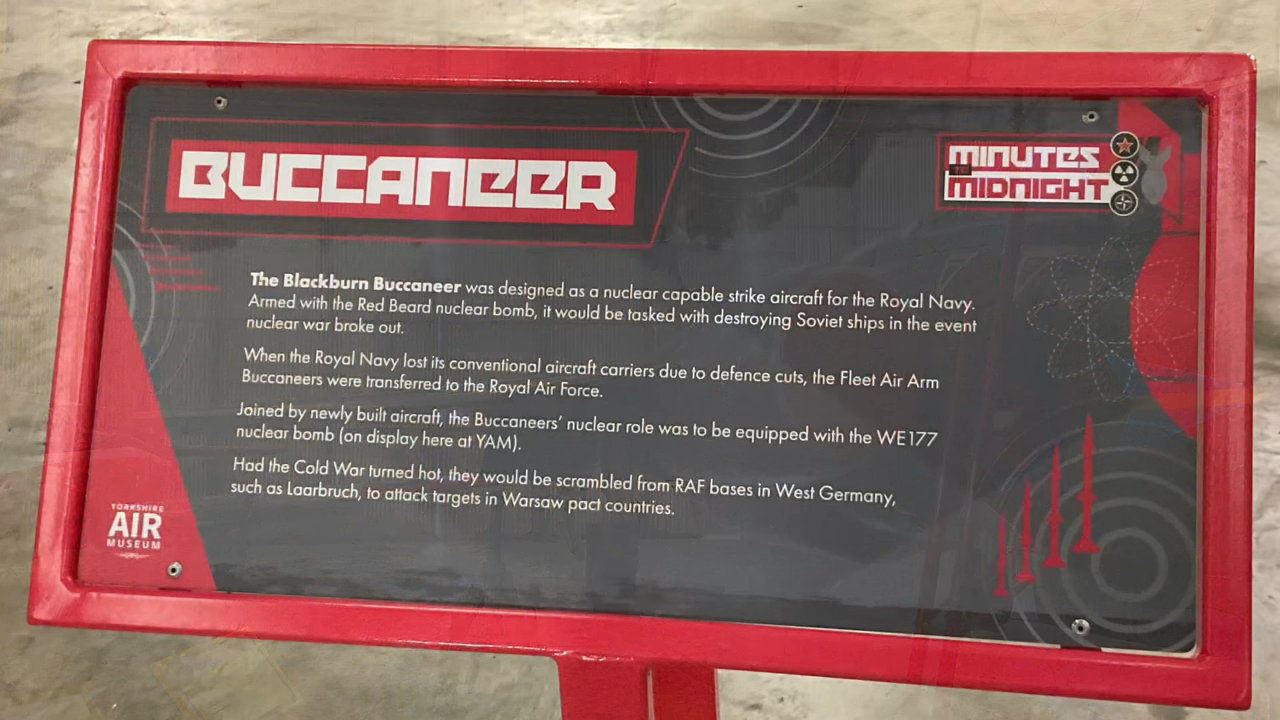 BUCCANEER
MINUTES
MIDNIGHT
The Blackburn Buccaneer was designed as a nuclear capable strike aircraft for the Royal Navy.
Armed with the Red Beard nuclear bomb, it would be tasked with destroying Soviet ships in the event
nuclear war broke out.
When the Royal Navy lost its conventional aircraft carriers due to defence cuts, the Fleet Air Arm
Buccaneers were transferred to the Royal Air Force.
Joined by newly built aircraft, the Buccaneers’ nuclear role was to be equipped with the WE177
nuclear bomb (on display here at YAM).
Had the Cold War turned hot, they would be scrambled from RAF bases in West Germany,
such as Laarbruch, to attack targets in Warsaw pact countries.
YORKSHIRE
AIR
MUSEUM